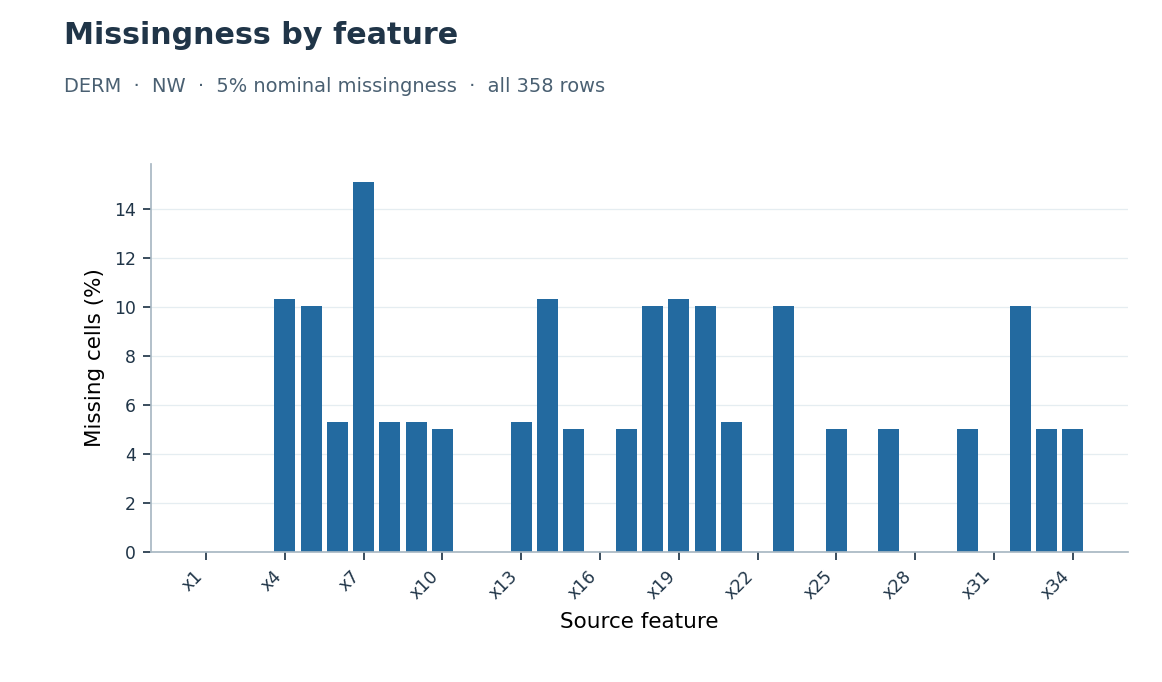 Missingness by feature
DERM · NW · 5% nominal missingness · all 358 rows
14
12
10
8
6
4
2
0
Missing cells (%)
x1 x4 x7 x10 x13 x16 x19 x22 x25 x28 x31 x34
Source feature